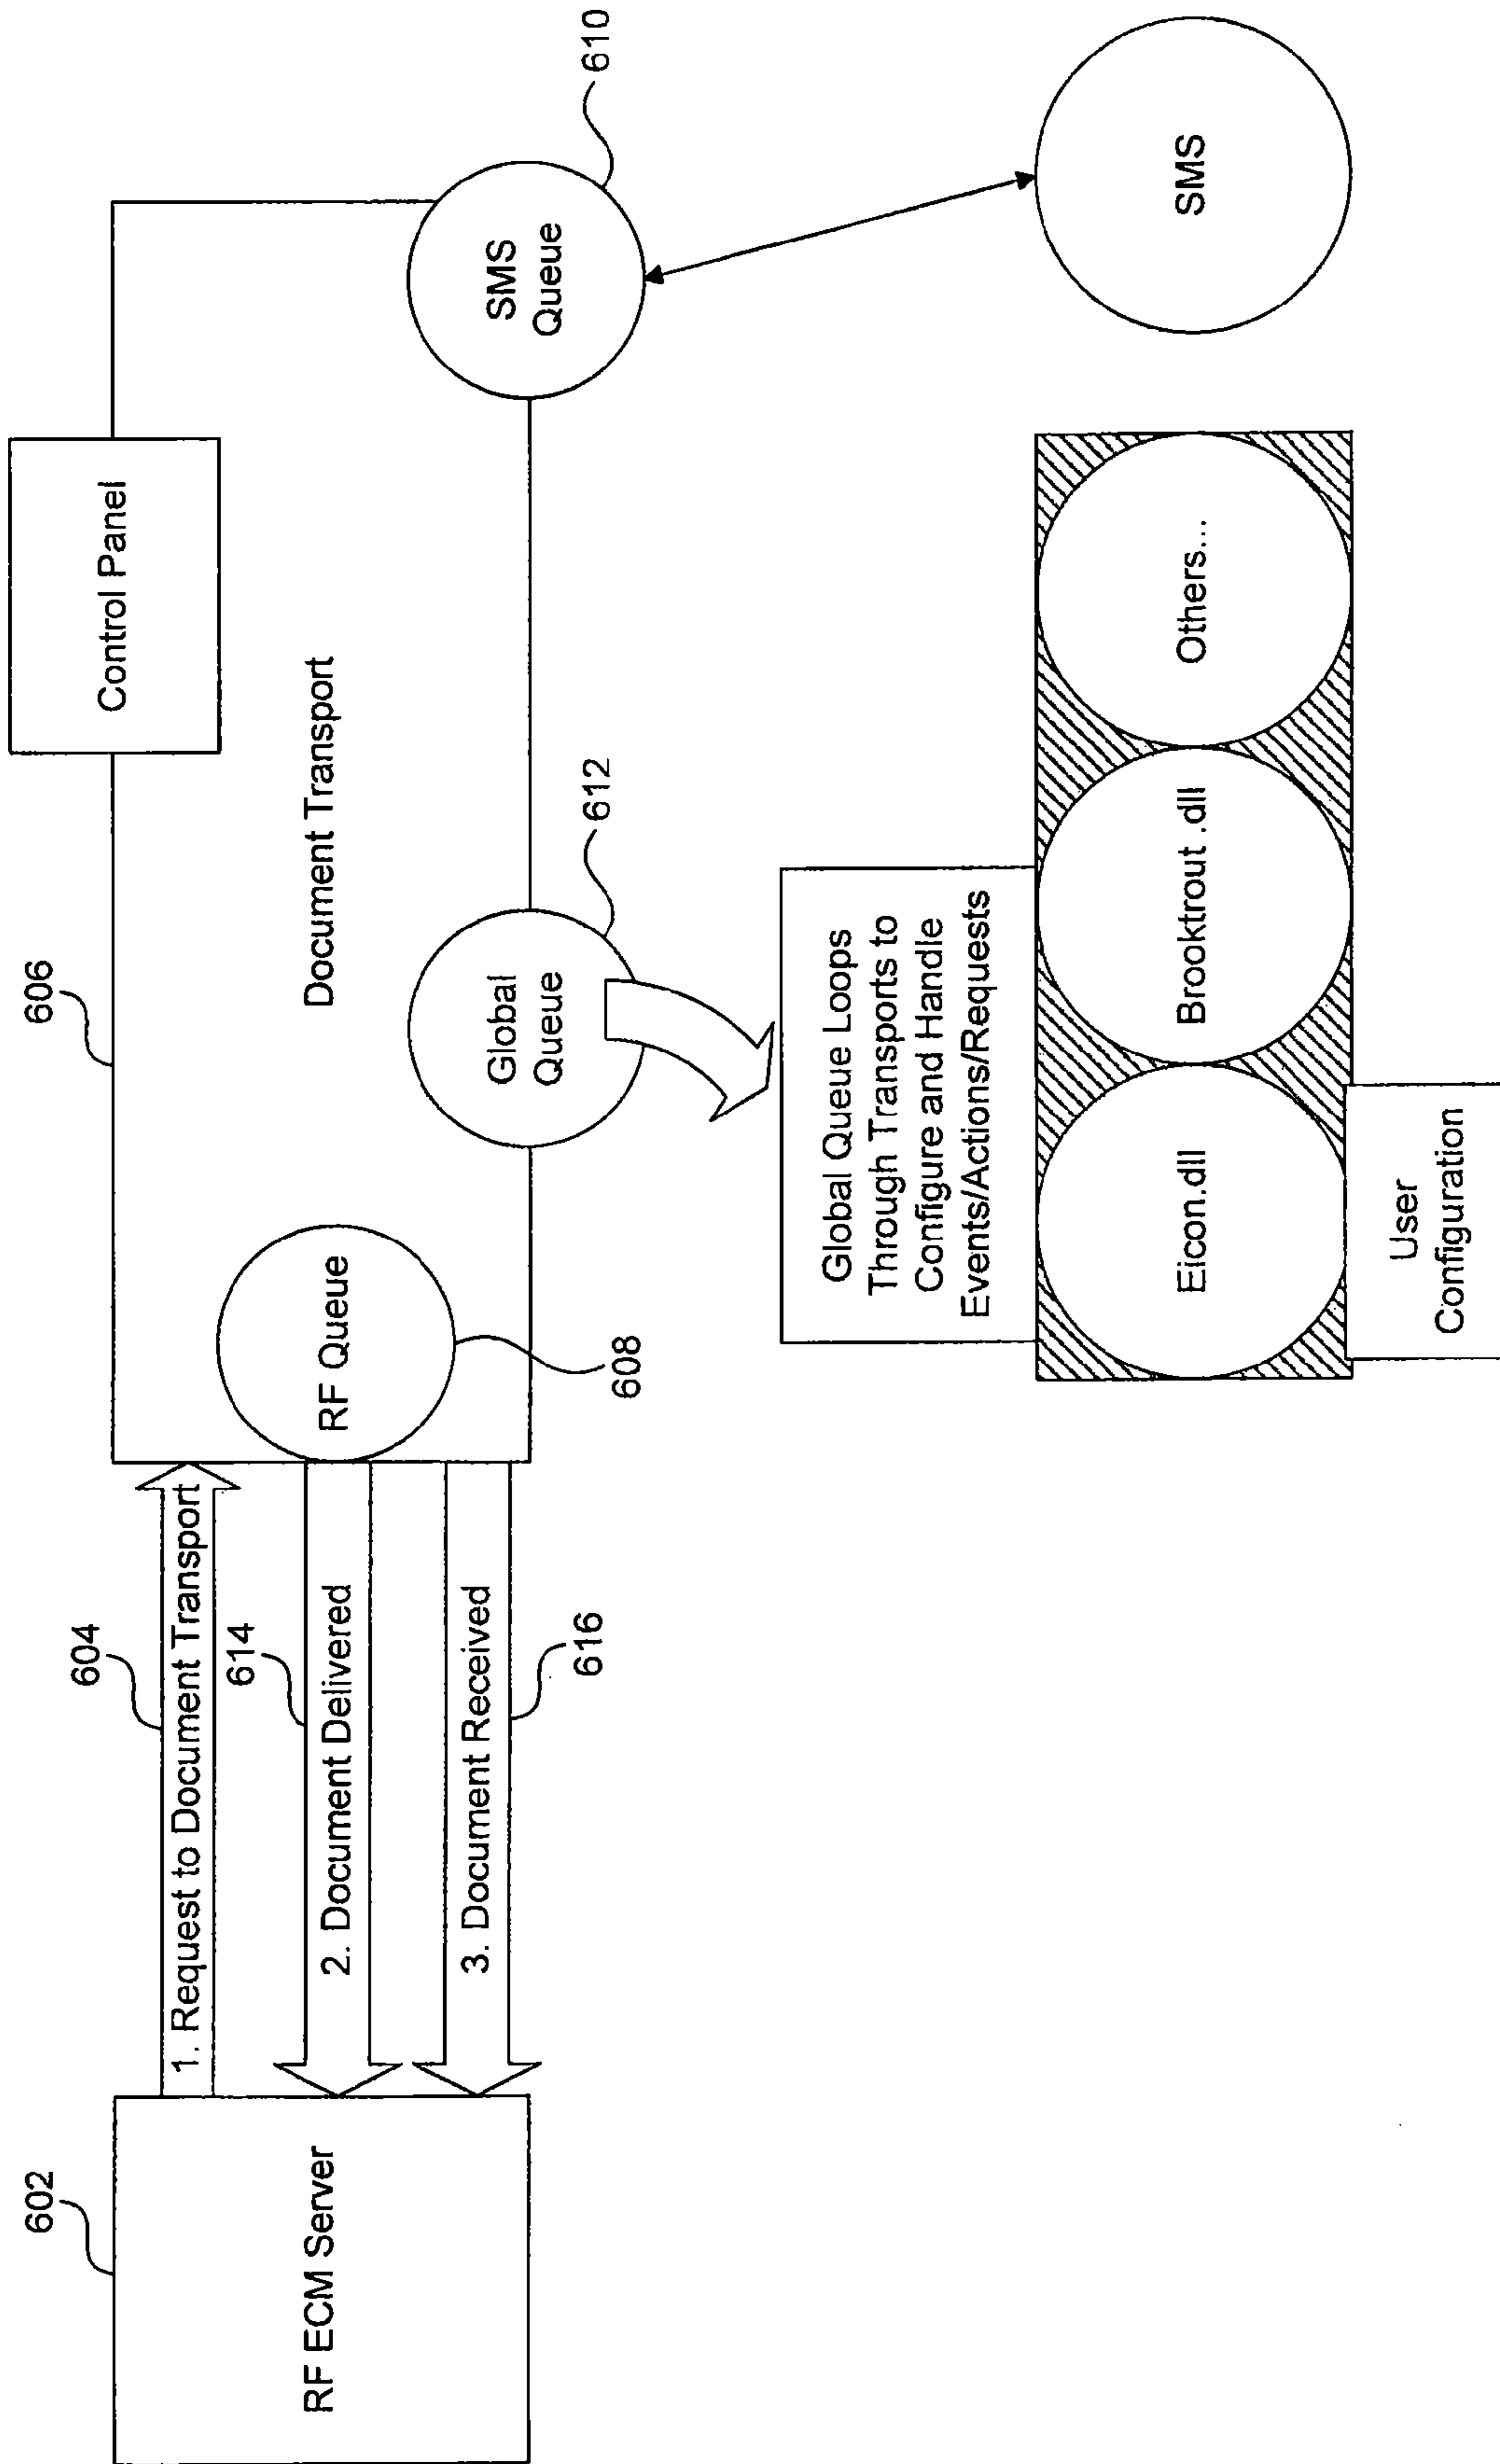 602
RF ECM Server
604
1. Request to Document Transport
614
2. Document Delivered
3. Document Received
616
606
Control Panel
Document Transport
RF Queue
608
Global
Queue
612
SMS
Queue
610
Global Queue Loops
Through Transports to
Configure and Handle
Events/Actions/Requests
Eicon.dll
Brooktrout .dll
Others...
SMS
User
Configuration